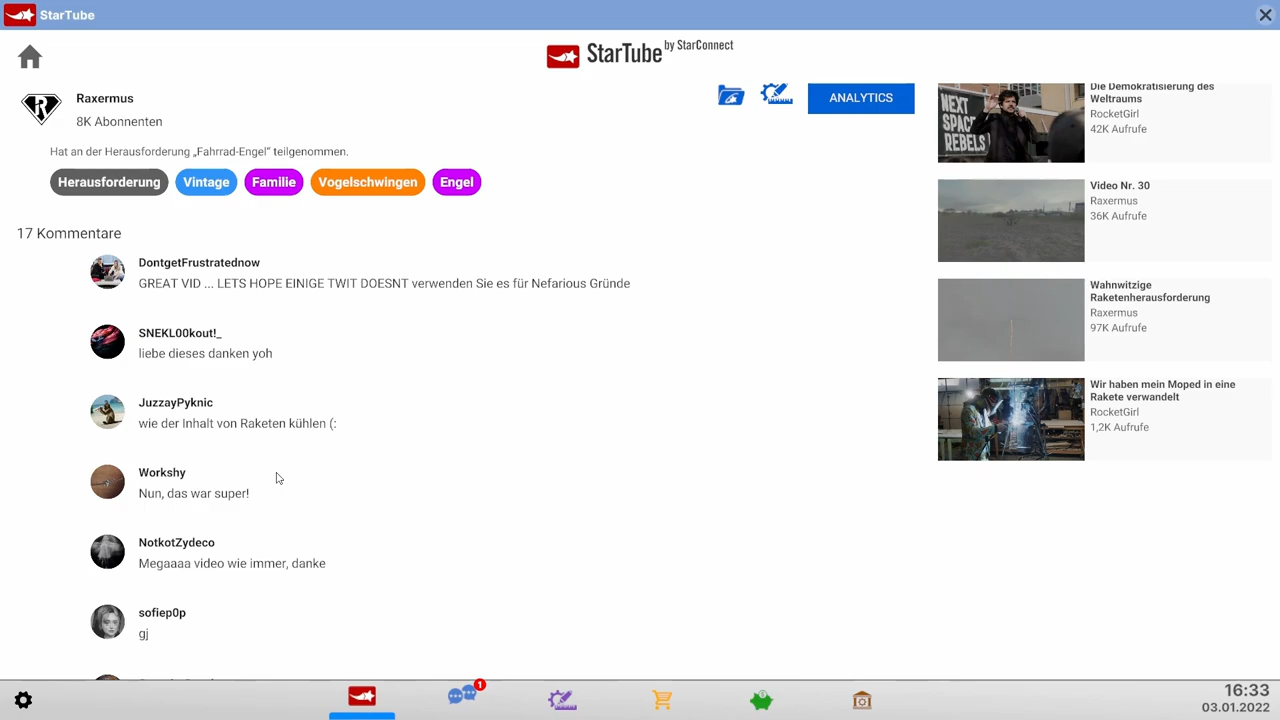 StarTube
StarTube by StarConnect
Raxermus
8K Abonnenten
ANALYTICS
Hat an der Herausforderung „Fahrrad-Engel" teilgenommen.
Herausforderung Vintage Familie Vogelschwingen Engel
17 Kommentare
DontgetFrustratednow
GREAT VID ... LETS HOPE EINIGE TWIT DOESNT verwenden Sie es für Nefarious Gründe
SNEKL00kout!_
liebe dieses danken yoh
JuzzayPyknic
wie der Inhalt von Raketen kühlen (:
Workshy
Nun, das war super!
NotkotZydeco
Megaaaa video wie immer, danke
sofiep0p
gj
NEXT
SPACE
REBELS
Die Demokratisierung des
Weltraums
RocketGirl
42K Aufrufe
Video Nr. 30
Raxermus
36K Aufrufe
Wahnwitzige
Raketenherausforderung
Raxermus
97K Aufrufe
Wir haben mein Moped in eine
Rakete verwandelt
RocketGirl
1,2K Aufrufe
1
16:33
03.01.2022